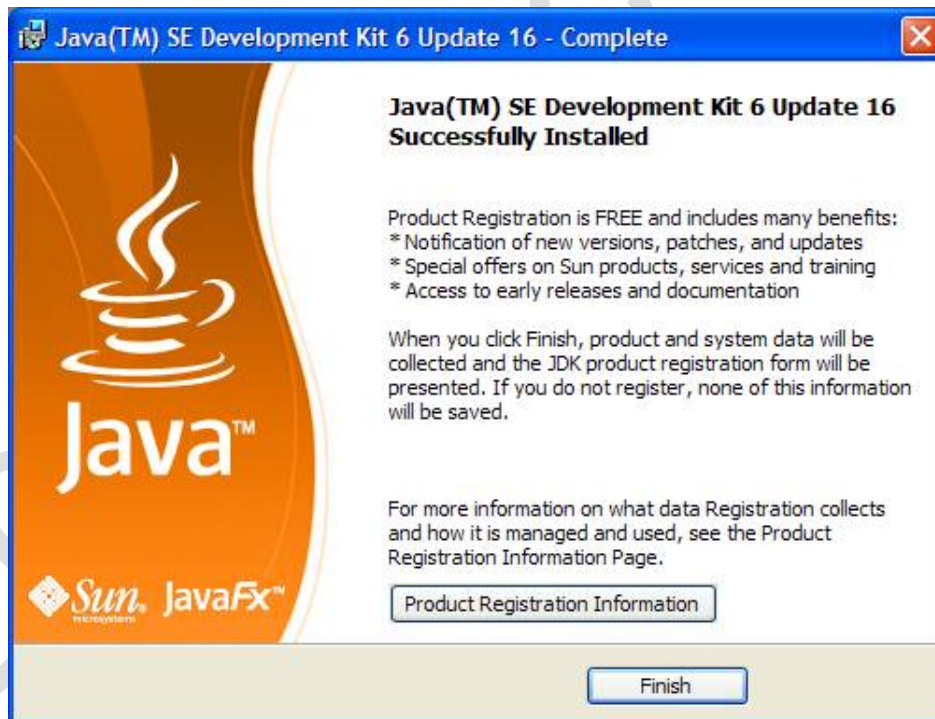 Java(TM) SE Development Kit 6 Update 16 - Complete
Java(TM) SE Development Kit 6 Update 16
Successfully Installed
Product Registration is FREE and includes many benefits:
* Notification of new versions, patches, and updates
* Special offers on Sun products, services and training
* Access to early releases and documentation
When you click Finish, product and system data will be
collected and the JDK product registration form will be
presented. If you do not register, none of this information
will be saved.
Java™
For more information on what data Registration collects
and how it is managed and used, see the Product
Registration Information Page.
Sun® JavaFx™
microsystem
Product Registration Information
Finish